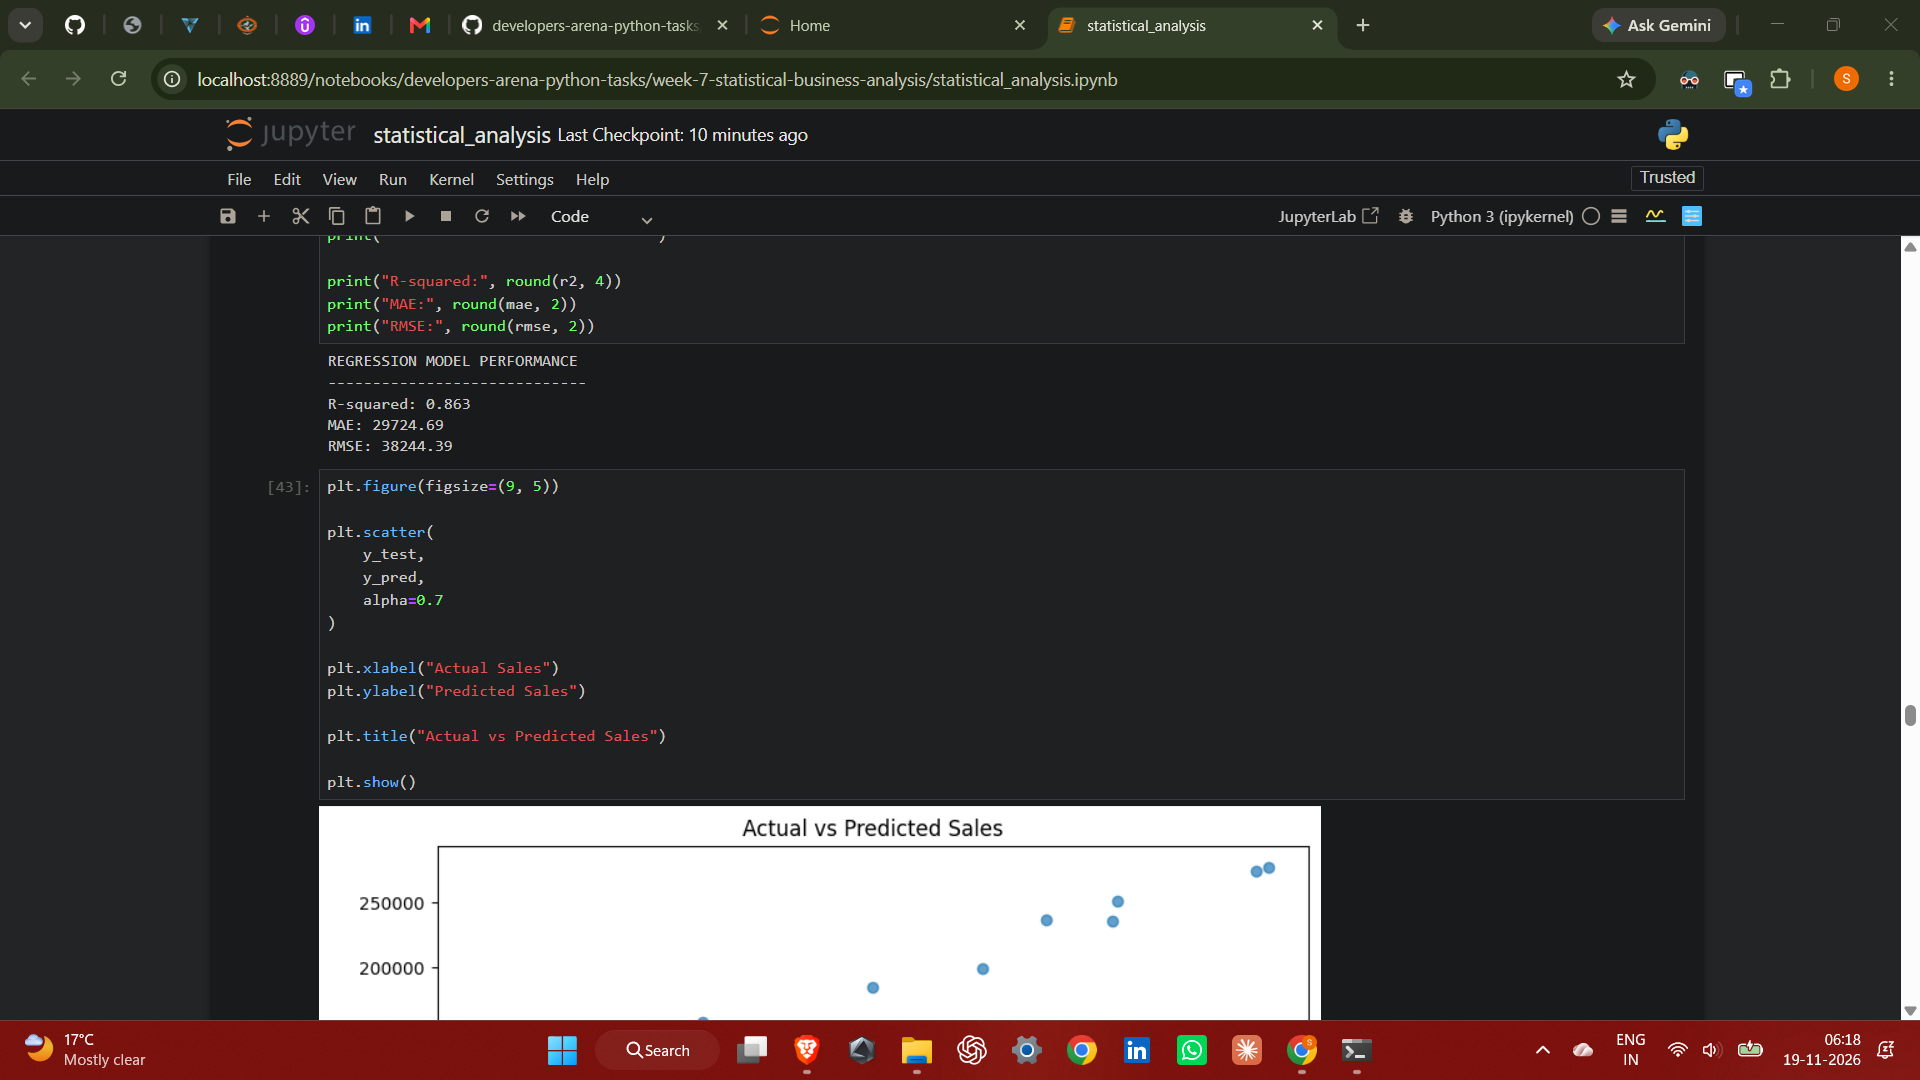 developers-arena-python-tasks
Home
statistical_analysis
Ask Gemini
localhost:8889/notebooks/developers-arena-python-tasks/week-7-statistical-business-analysis/statistical_analysis.ipynb
S
jupyter statistical_analysis Last Checkpoint: 10 minutes ago
File Edit View Run Kernel Settings Help
Trusted
Code
JupyterLab
Python 3 (ipykernel)
print( )
print("R-squared:", round(r2, 4))
print("MAE:", round(mae, 2))
print("RMSE:", round(rmse, 2))
REGRESSION MODEL PERFORMANCE
-----------------------------
R-squared: 0.863
MAE: 29724.69
RMSE: 38244.39
[43]:
plt.figure(figsize=(9, 5))
plt.scatter(
    y_test,
    y_pred,
    alpha=0.7
)
plt.xlabel("Actual Sales")
plt.ylabel("Predicted Sales")
plt.title("Actual vs Predicted Sales")
plt.show()
Actual vs Predicted Sales
250000
200000
17°C
Mostly clear
Search
ENG
IN
06:18
19-11-2026